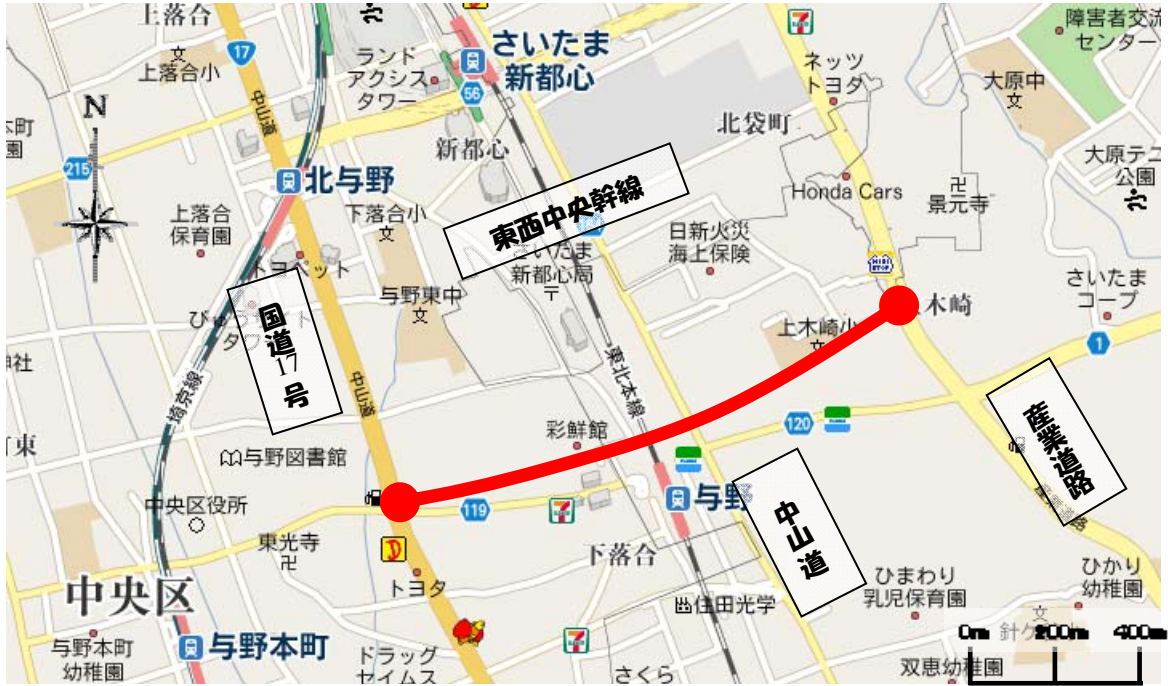 上落合
文
上落合小
17
中山道
ランド
アクシス
タワー
さいたま
新都心
56
新都心
ネッツ
トヨタ
北袋町
障害者交流
センター
大原中
文
大原テニ
公園
Honda Cars
卍
景元寺
N
215
北与野
上落合
保育園
下落合小
文
東西中央幹線
さいたま
新都心局
〒
日新火災
海上保険
MINI
STOP
さいたま
コープ
木崎
上木崎小
文
1
与野東中
文
国道17号
埼京線
中山道
東北本線
彩鮮館
120
産業道路
与野図書館
中央区役所
119
与野
中山道
東光寺
卍
トヨタ
下落合
中央区
与野本町
与野本町
幼稚園
ドラッグ
セイムス
住田光学
さくら
ひまわり
乳児保育園
ひかり
幼稚園
双恵幼稚園
0m 200m 400m